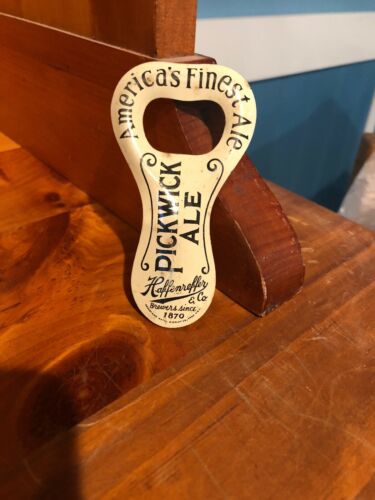 America's Finest Ale
PICKWICK
ALE
Haffenreffer
& Co
Brewers since
1870